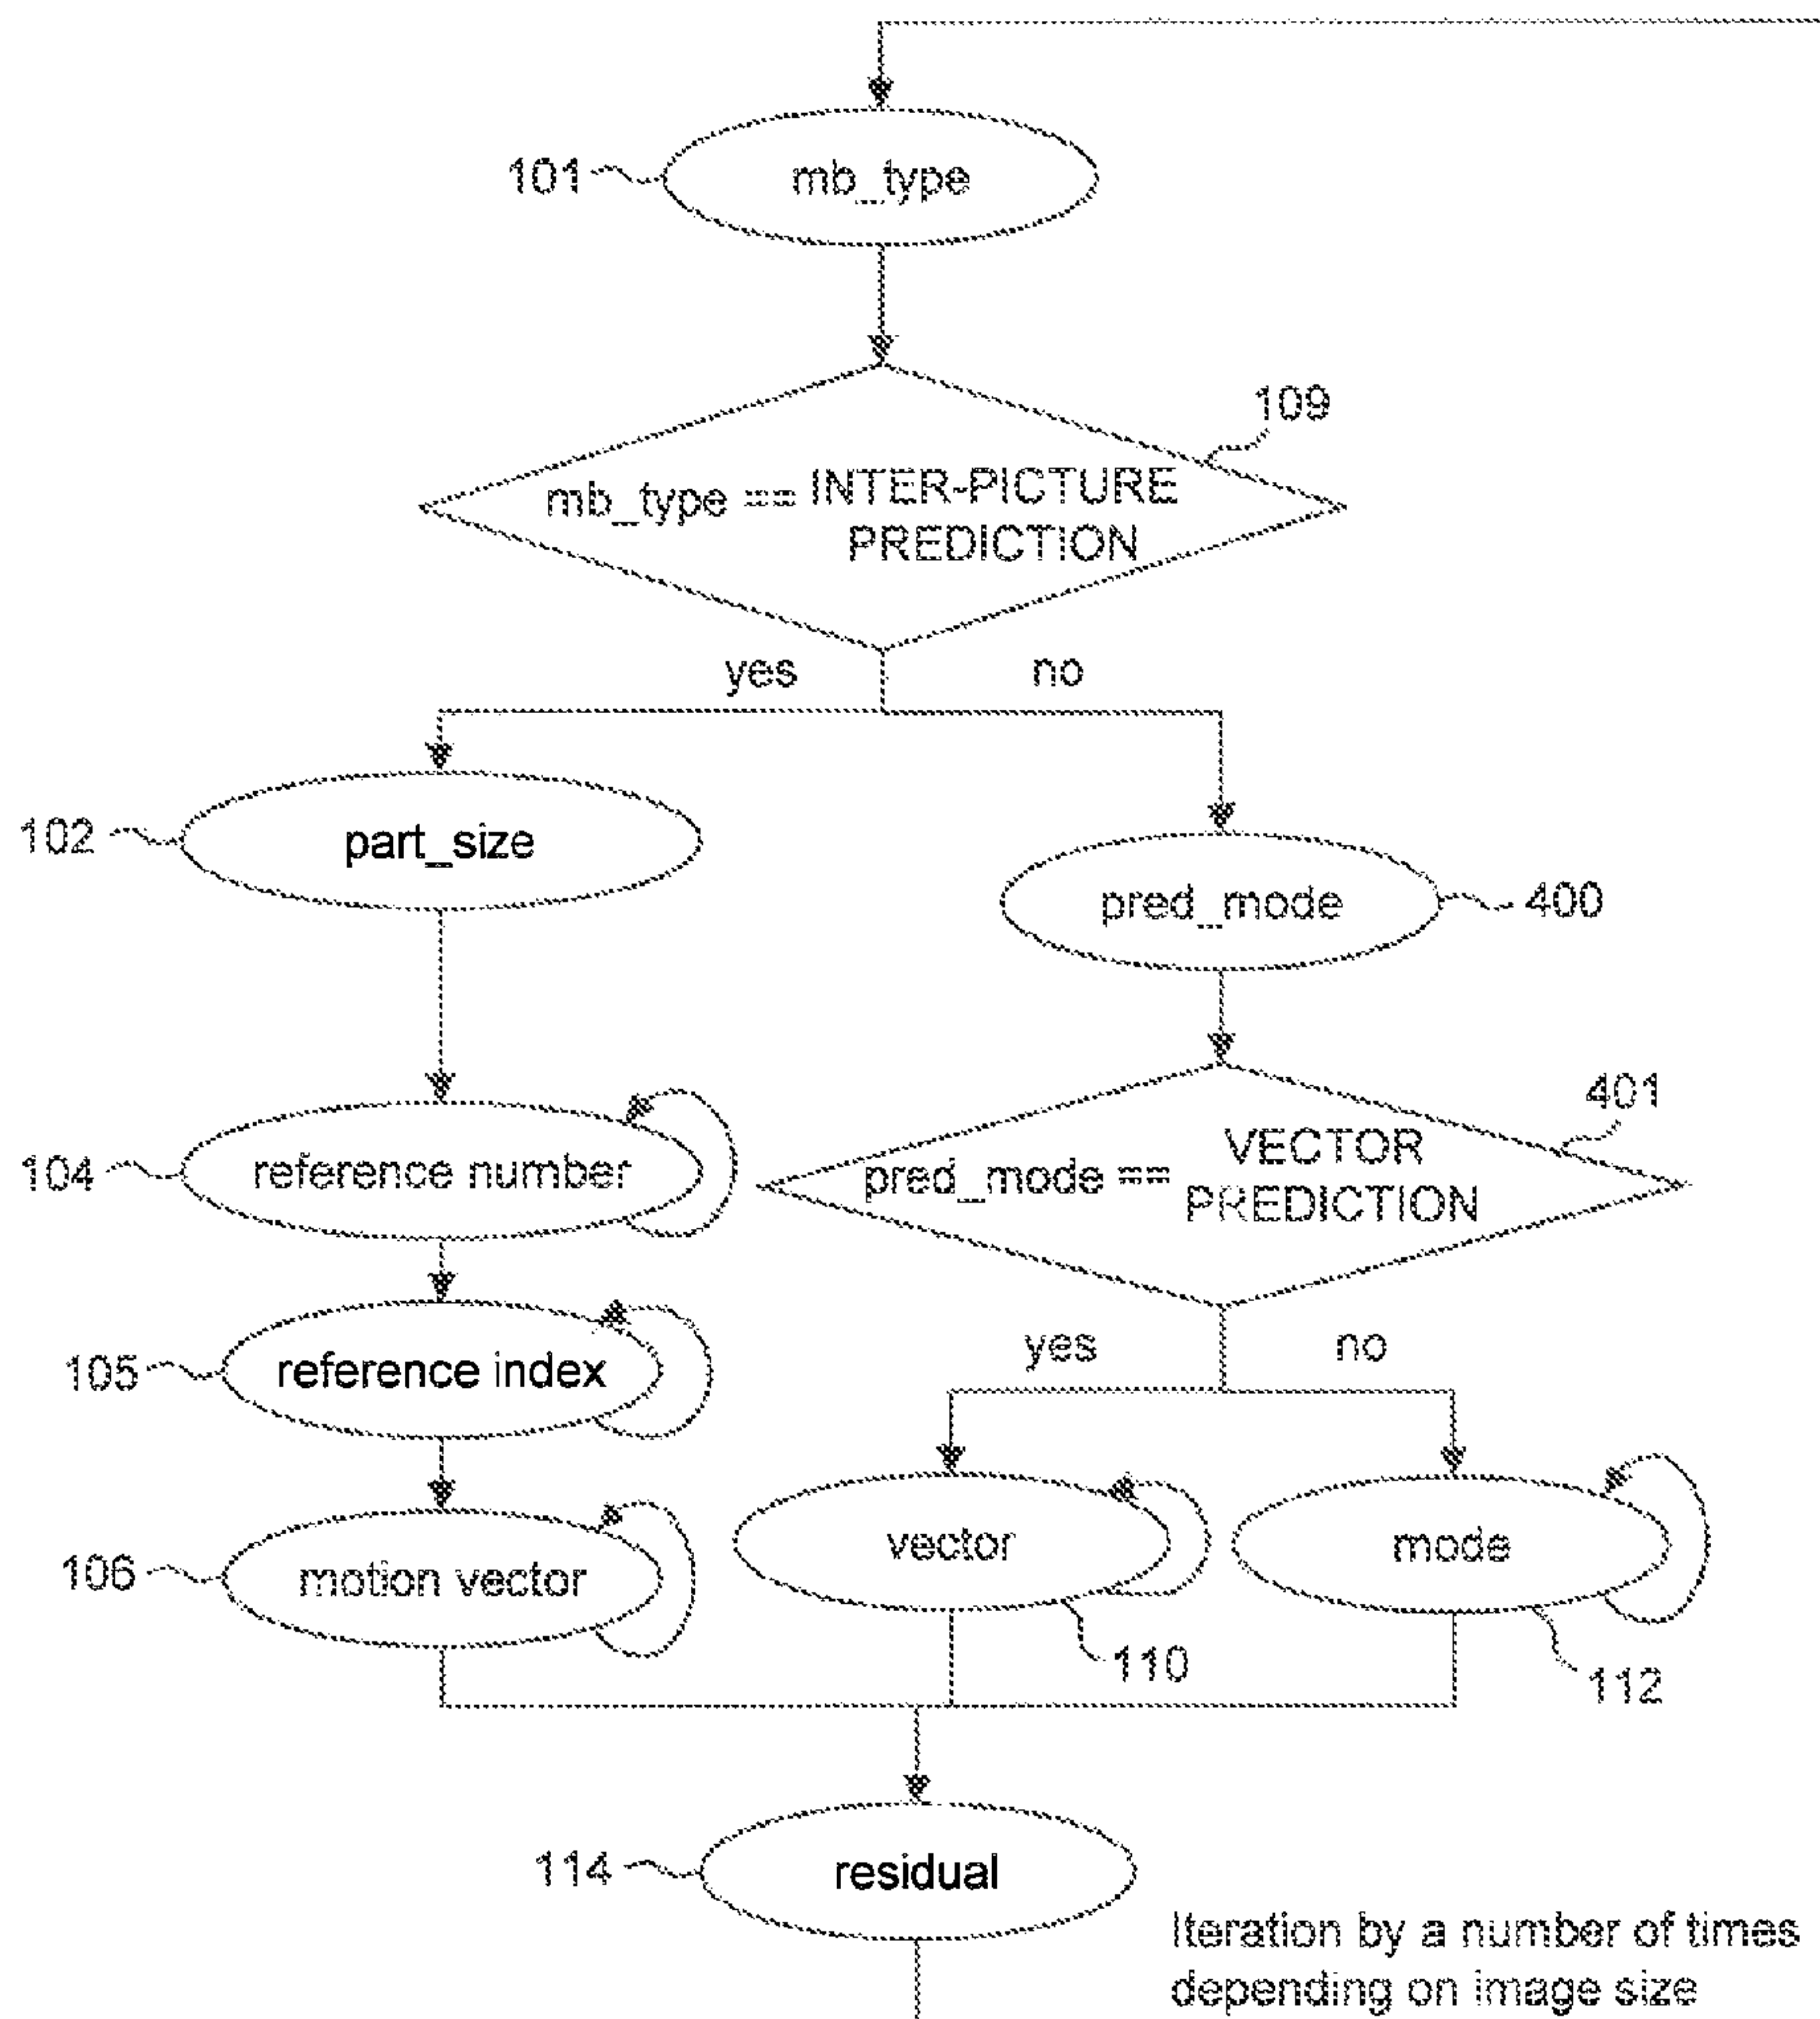 101
mb_type
109
mb_type == INTER-PICTURE
PREDICTION
yes
no
102
part_size
pred_mode
400
401
104
reference number
pred_mode == VECTOR
PREDICTION
105
reference index
yes
no
106
motion vector
vector
mode
110
112
114
residual
Iteration by a number of times
depending on image size